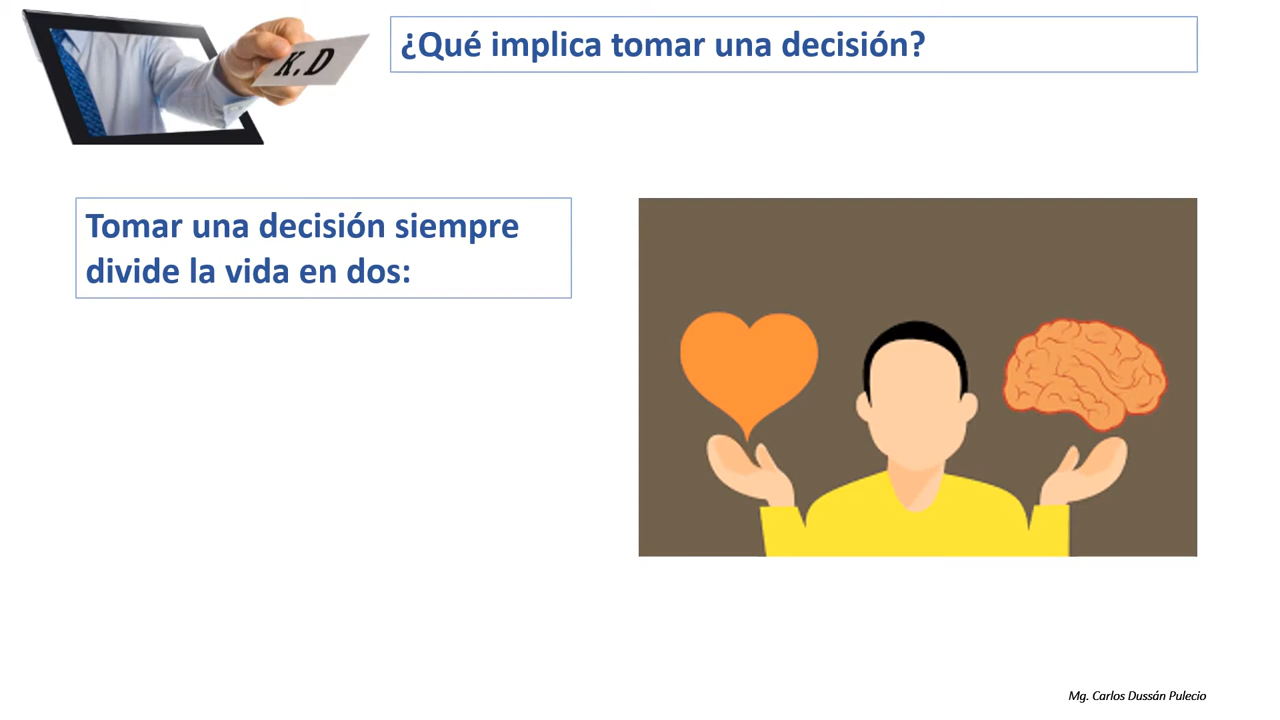 K.D
¿Qué implica tomar una decisión?
Tomar una decisión siempre
divide la vida en dos:
Mg. Carlos Dussán Pulecio